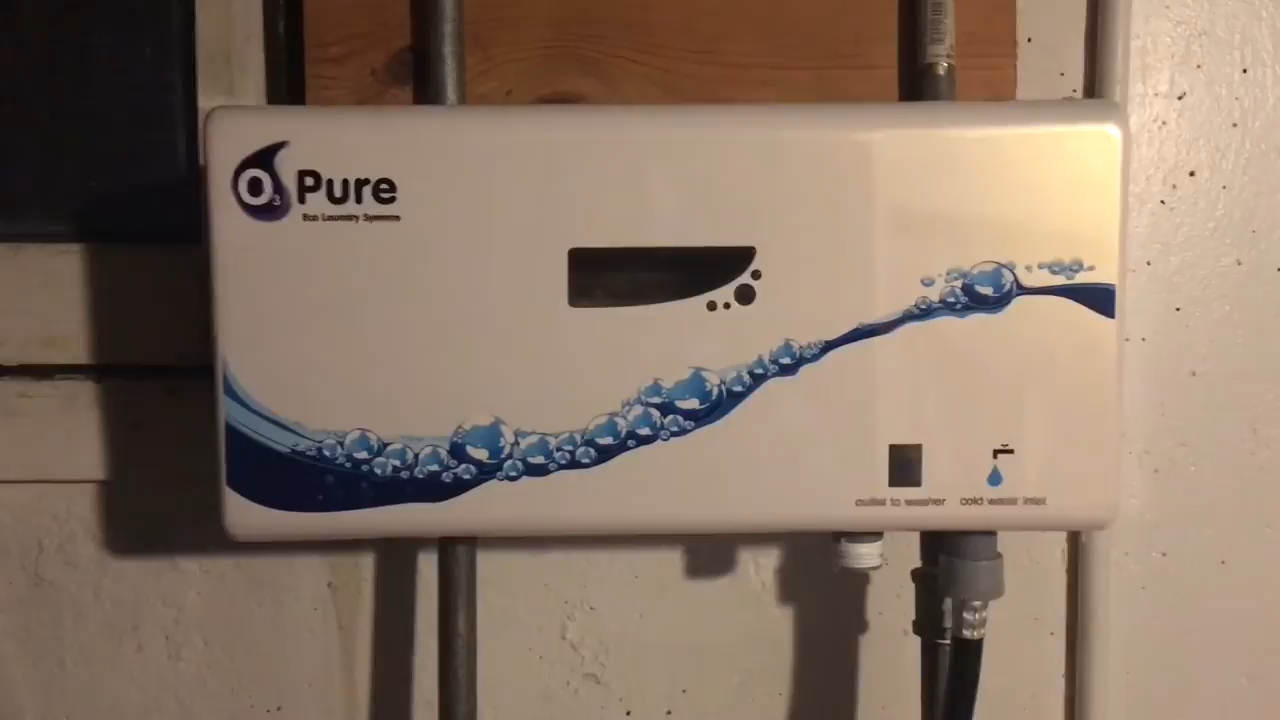 O3 Pure
Eco Laundry Systems
outlet to washer
cold water inlet